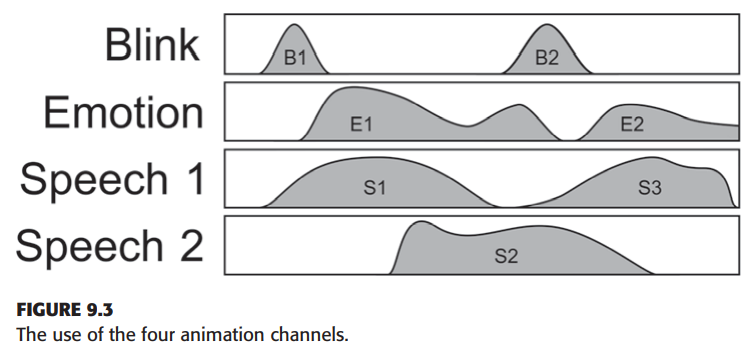 Blink
B1
B2
Emotion
E1
E2
Speech 1
S1
S3
Speech 2
S2
FIGURE 9.3
The use of the four animation channels.